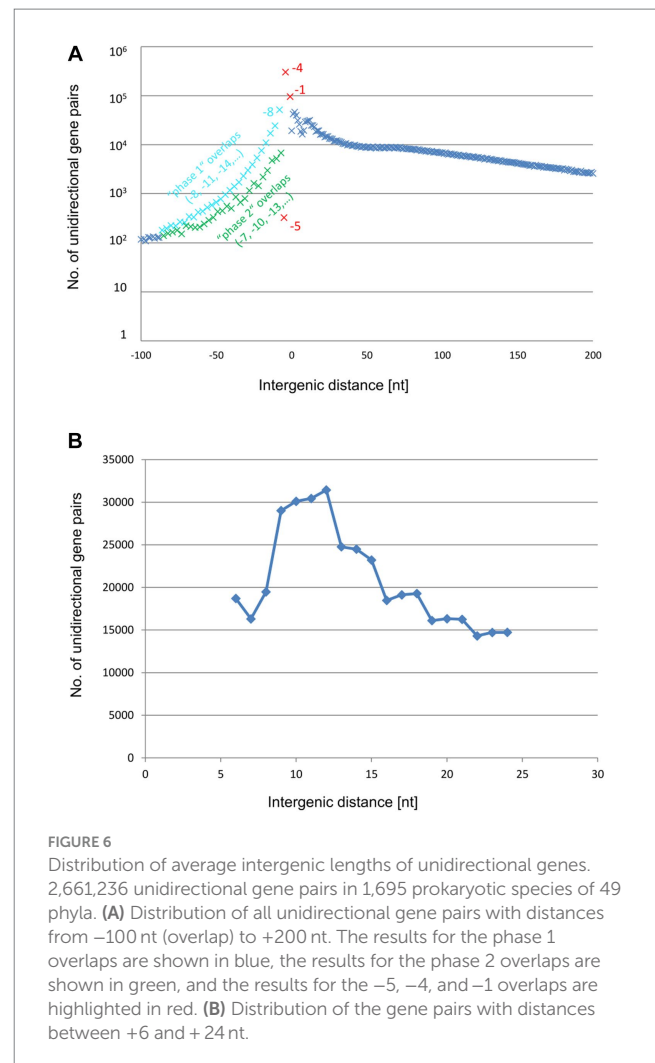 A
No. of unidirectional gene pairs
10⁶
10⁵
10⁴
10³
10²
10
1
-4
-1
-8
-5
"phase 1" overlaps
(-2, -11, -14,...)
"phase 2" overlaps
(-7, -10, -13,...)
-100
-50
0
50
100
150
200
Intergenic distance [nt]
B
No. of unidirectional gene pairs
35000
30000
25000
20000
15000
10000
5000
0
0
5
10
15
20
25
30
Intergenic distance [nt]
FIGURE 6
Distribution of average intergenic lengths of unidirectional genes.
2,661,236 unidirectional gene pairs in 1,695 prokaryotic species of 49
phyla. (A) Distribution of all unidirectional gene pairs with distances
from −100 nt (overlap) to +200 nt. The results for the phase 1
overlaps are shown in blue, the results for the phase 2 overlaps are
shown in green, and the results for the −5, −4, and −1 overlaps are
highlighted in red. (B) Distribution of the gene pairs with distances
between +6 and + 24 nt.